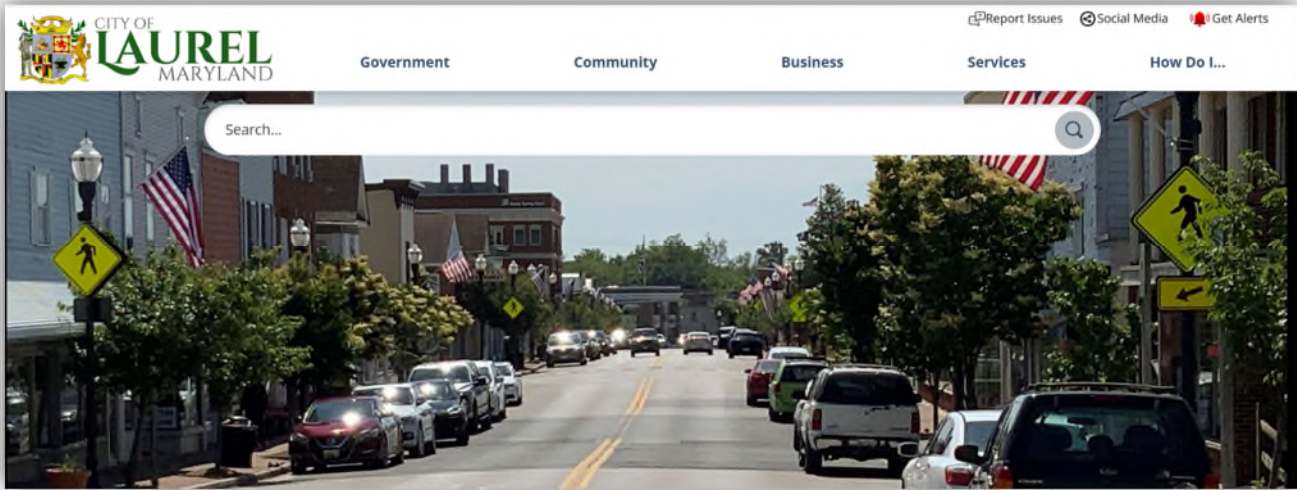 CITY OF
LAUREL
MARYLAND
Report Issues
Social Media
Get Alerts
Government
Community
Business
Services
How Do I...
Search...